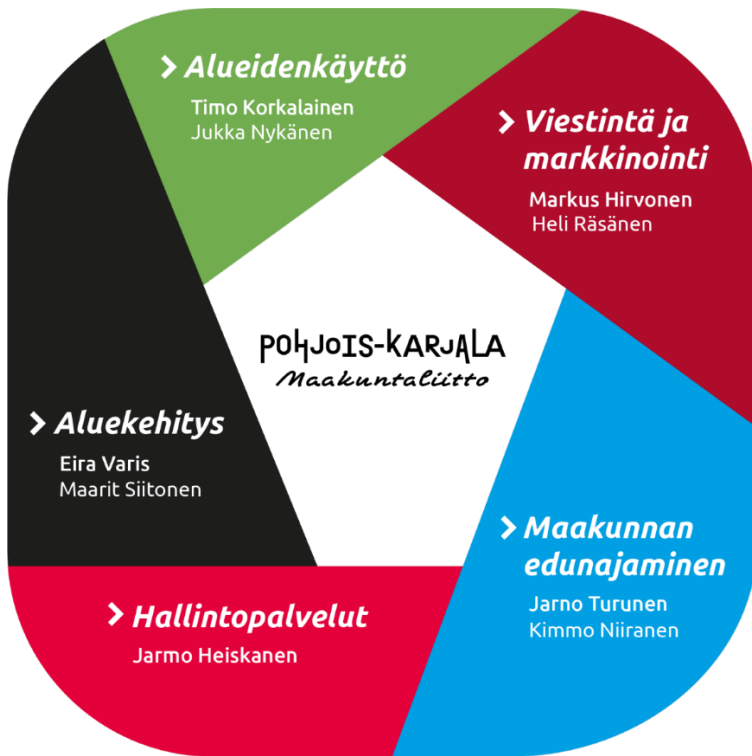 Alueidenkäyttö
Timo Korkalainen
Jukka Nykänen
Viestintä ja
markkinointi
Markus Hirvonen
Heli Räsänen
POHJOIS-KARJALA
Maakuntaliitto
Aluekehitys
Eira Varis
Maarit Siitonen
Maakunnan
edunajaminen
Jarno Turunen
Kimmo Niiranen
Hallintopalvelut
Jarmo Heiskanen